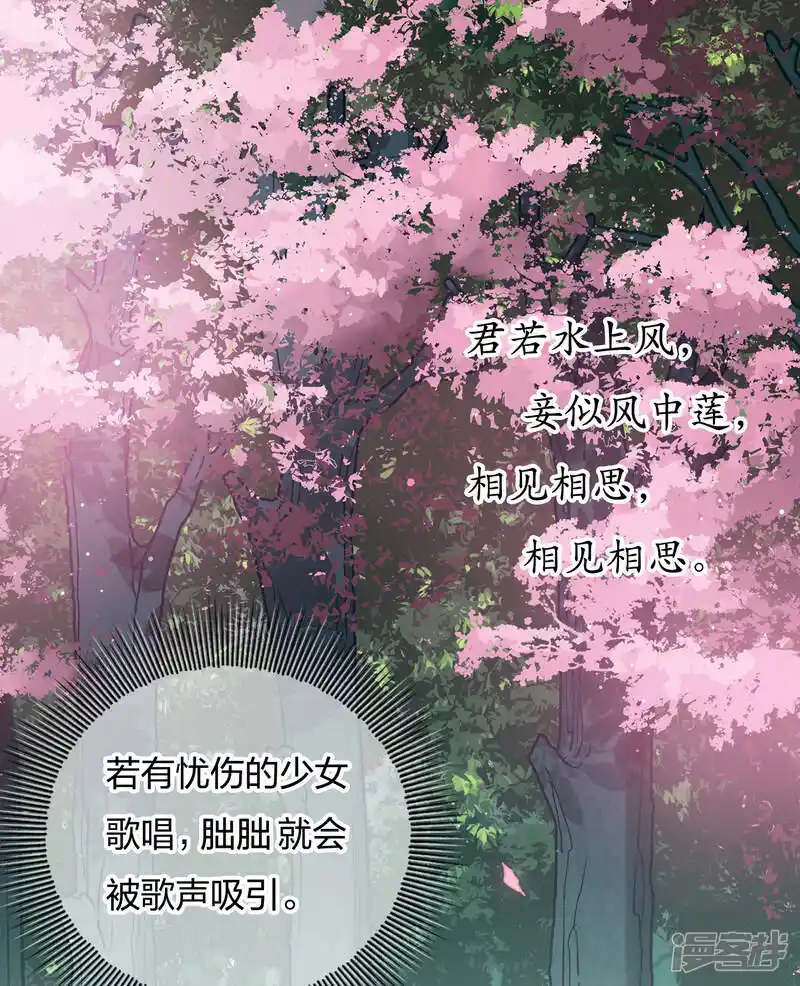 君若水上风，
妾似风中莲，
相见相思，
相见相思。
若有忧伤的少女
歌唱，朏朏就会
被歌声吸引。
漫客栈